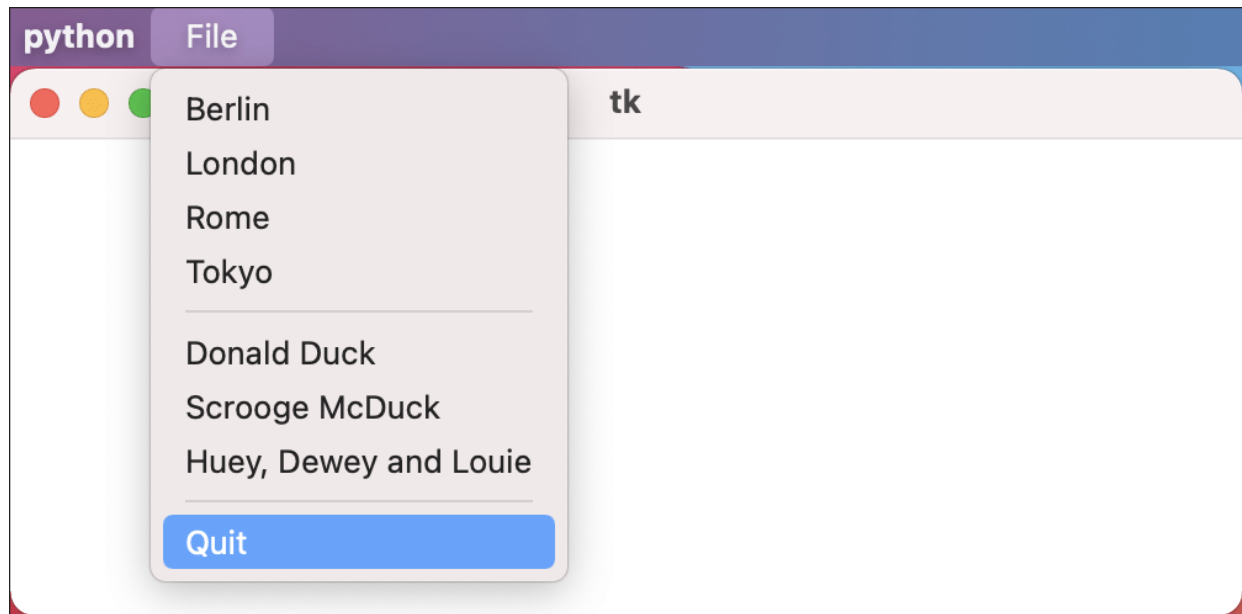 python File
tk
Berlin
London
Rome
Tokyo
Donald Duck
Scrooge McDuck
Huey, Dewey and Louie
Quit